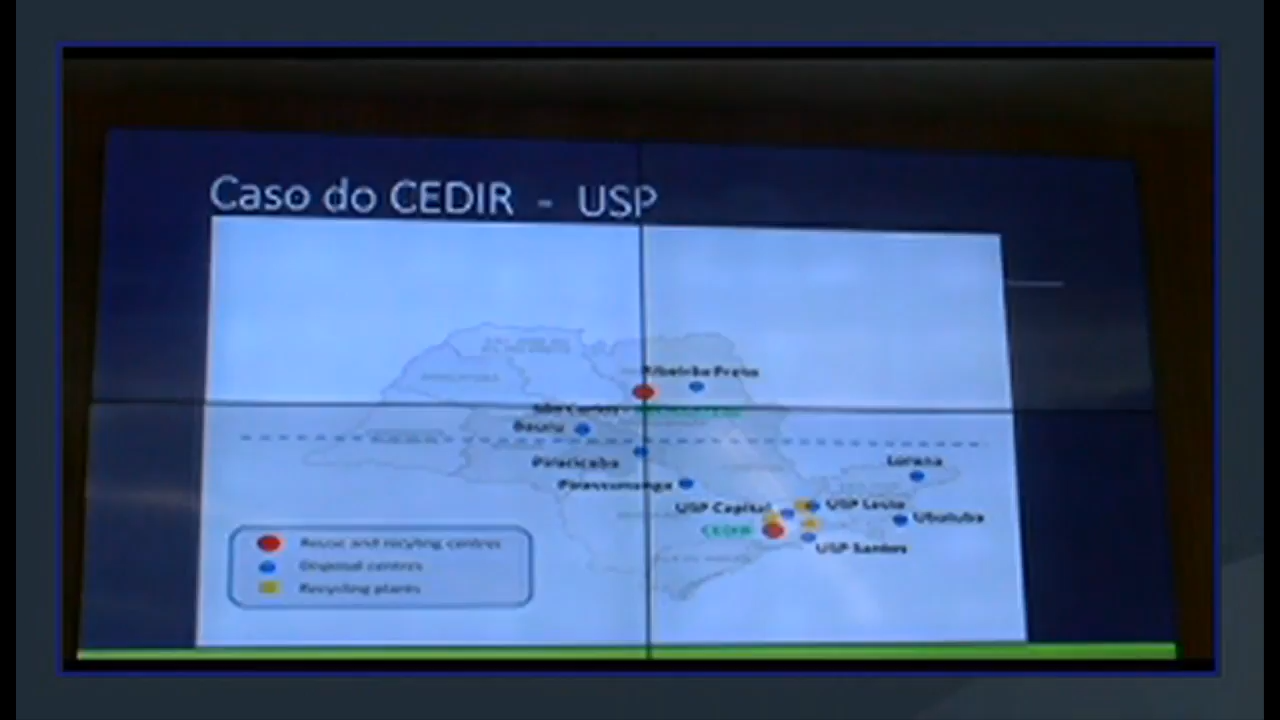 Caso do CEDIR - USP
Ribeirão Preto
São Carlos -
Bauru
Piracicaba
Lorena
Pirassununga
USP Capital
USP Leste
Ubatuba
CEDIR
USP Santos
Reuse and recyling centres
Disposal centres
Recycling plants